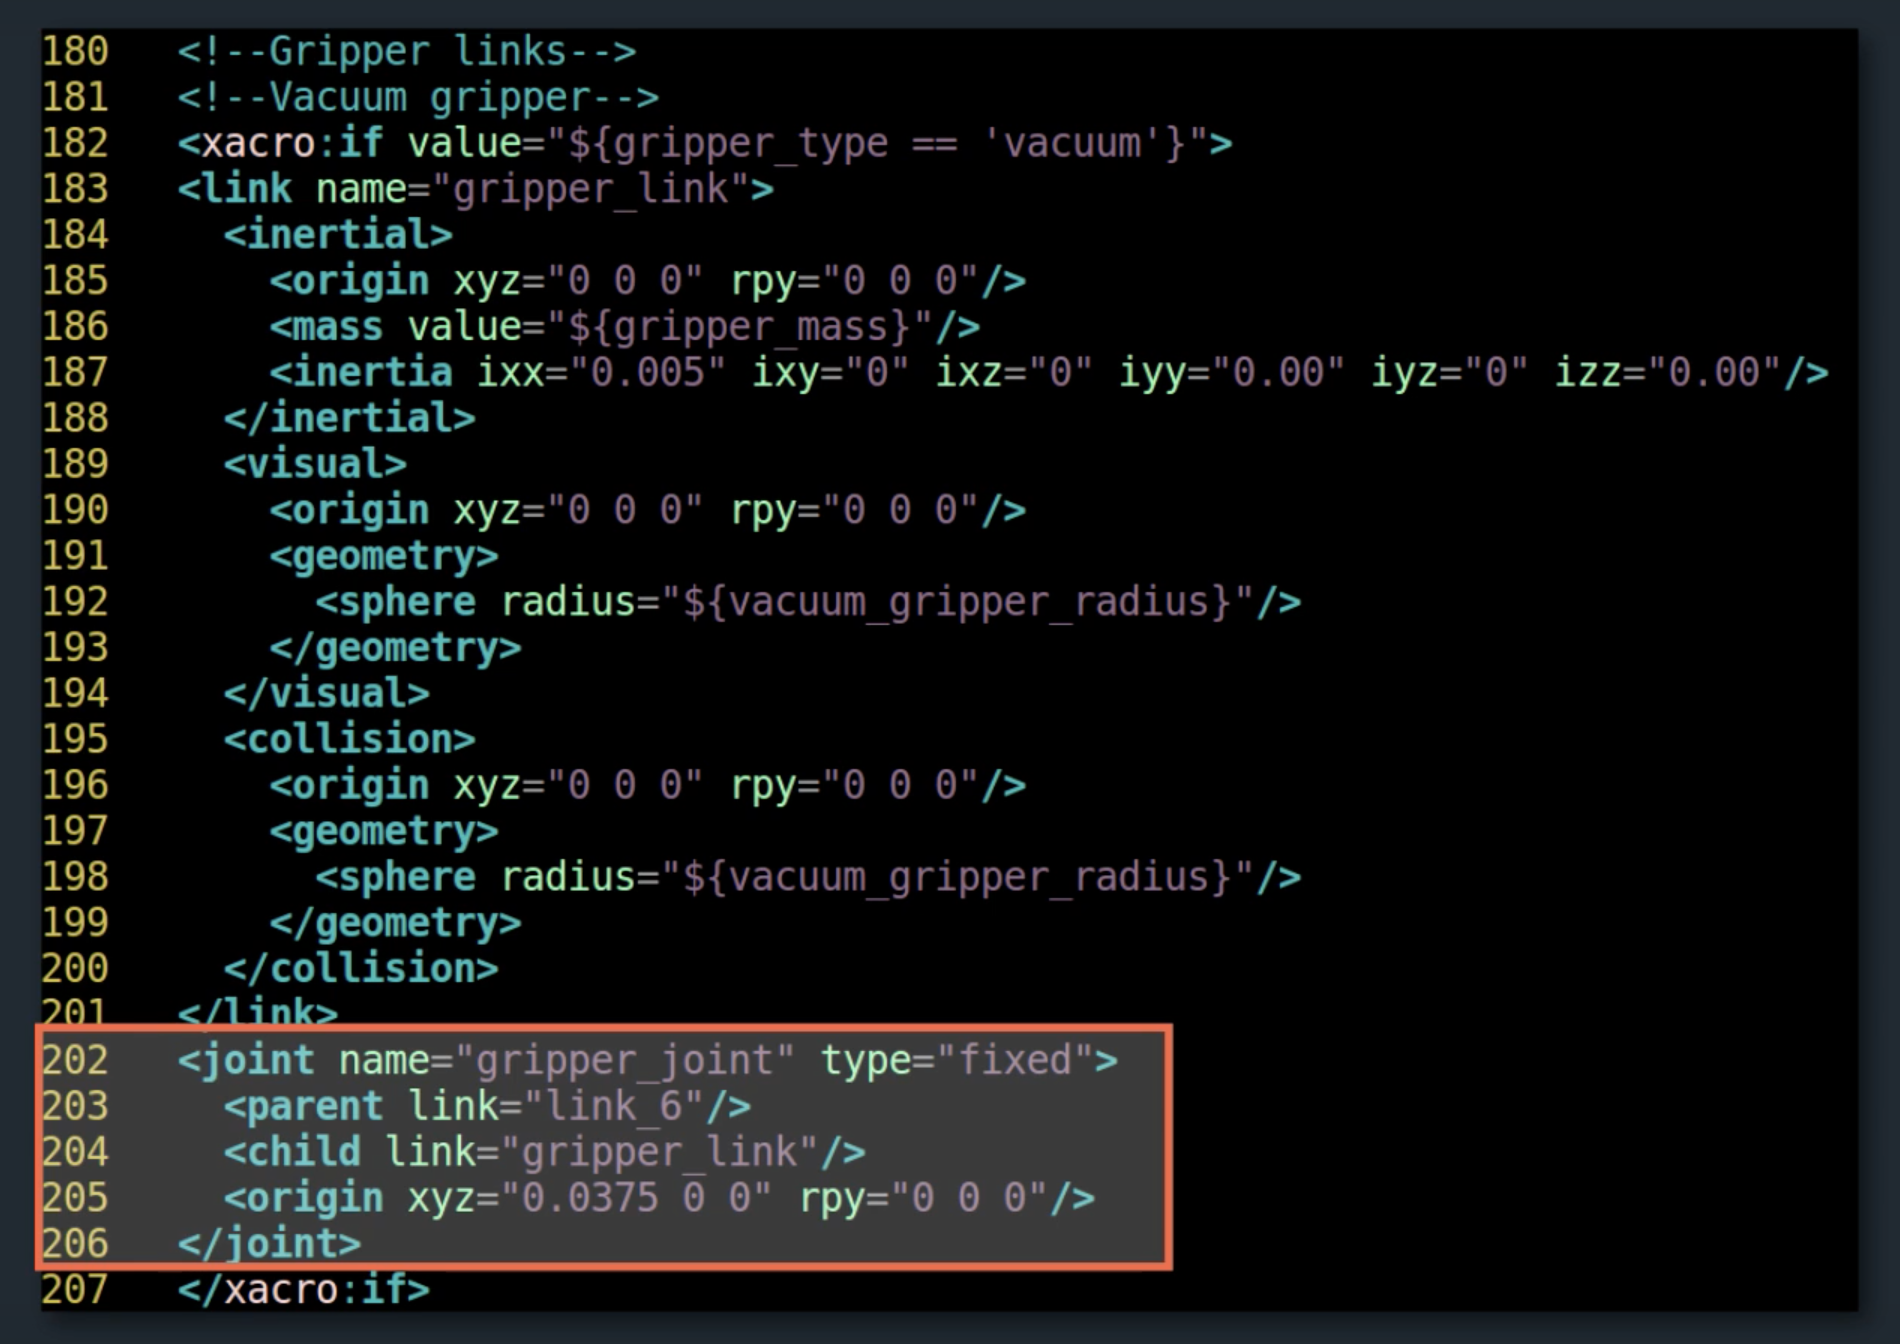 180   <!--Gripper links-->
181   <!--Vacuum gripper-->
182   <xacro:if value="${gripper_type == 'vacuum'}">
183   <link name="gripper_link">
184     <inertial>
185       <origin xyz="0 0 0" rpy="0 0 0"/>
186       <mass value="${gripper_mass}"/>
187       <inertia ixx="0.005" ixy="0" ixz="0" iyy="0.00" iyz="0" izz="0.00"/>
188     </inertial>
189     <visual>
190       <origin xyz="0 0 0" rpy="0 0 0"/>
191       <geometry>
192         <sphere radius="${vacuum_gripper_radius}"/>
193       </geometry>
194     </visual>
195     <collision>
196       <origin xyz="0 0 0" rpy="0 0 0"/>
197       <geometry>
198         <sphere radius="${vacuum_gripper_radius}"/>
199       </geometry>
200     </collision>
201   </link>
202   <joint name="gripper_joint" type="fixed">
203     <parent link="link_6"/>
204     <child link="gripper_link"/>
205     <origin xyz="0.0375 0 0" rpy="0 0 0"/>
206   </joint>
207   </xacro:if>